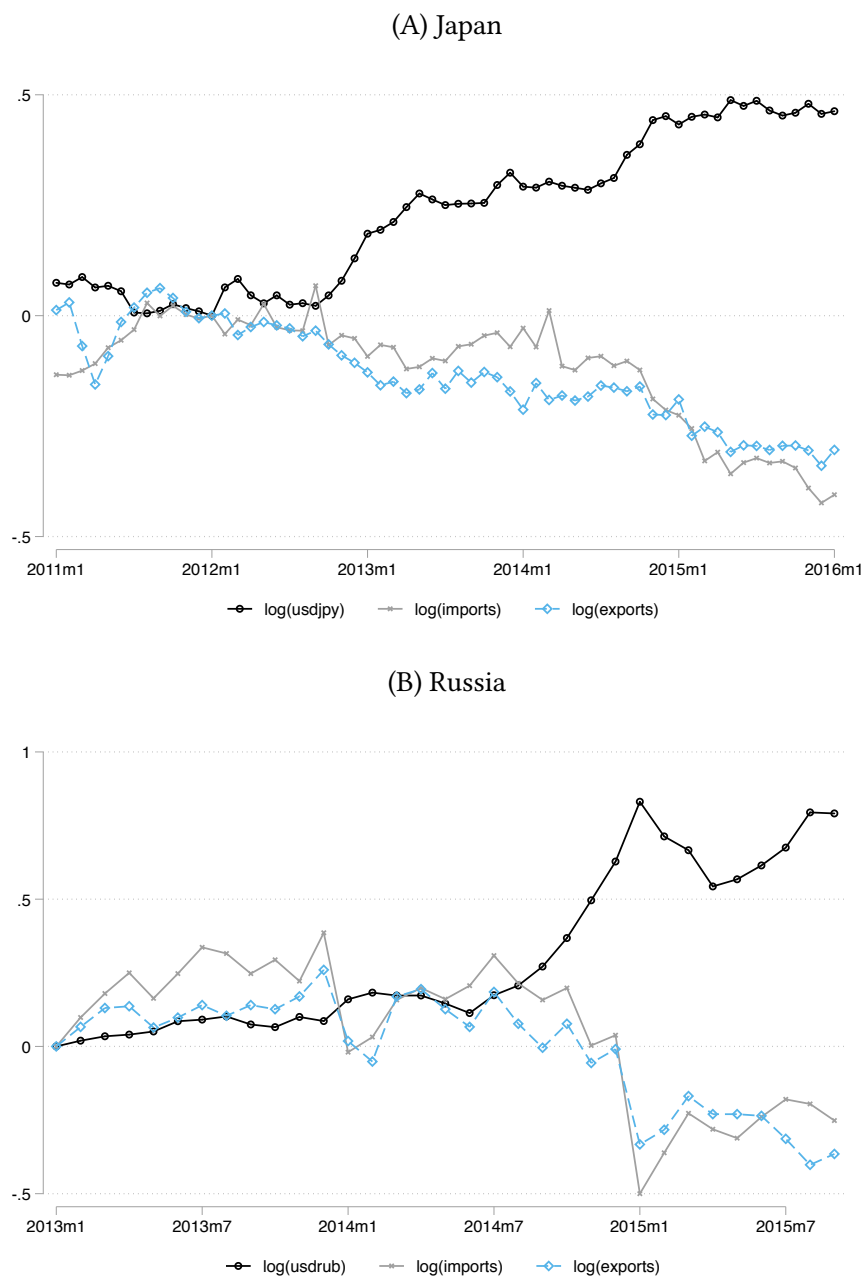 (A) Japan
.5
0
-.5
2011m1 2012m1 2013m1 2014m1 2015m1 2016m1
log(usdjpy) log(imports) log(exports)
(B) Russia
1
.5
0
-.5
2013m1 2013m7 2014m1 2014m7 2015m1 2015m7
log(usdrub) log(imports) log(exports)